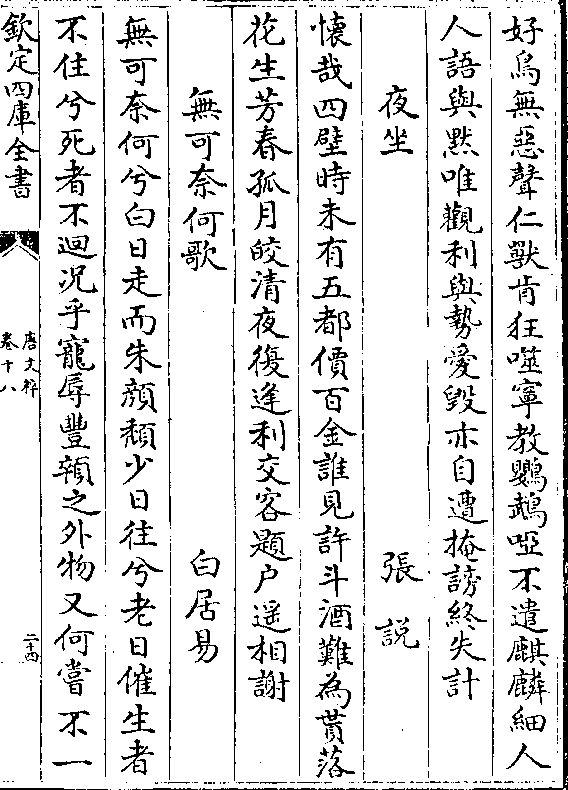 好鳥無惡聲仁獸肯狂噬寧教鸚鵡啞不遣麒麟細人
人語與默唯觀利與勢愛毀亦自遭掩謗終失計
夜坐 張説
懐哉四壁時未有五都價百金誰見許斗酒難為貰落
花生芳春孤月皎清夜復逢利交客題户遥相謝
無可奈何歌 白居易
無可奈何兮白日走而朱顔頽少日往兮老日催生者
不住兮死者不迴况乎寵辱豐顇之外物又何嘗不一
欽定四庫全書
唐文粹
卷十八
二十四